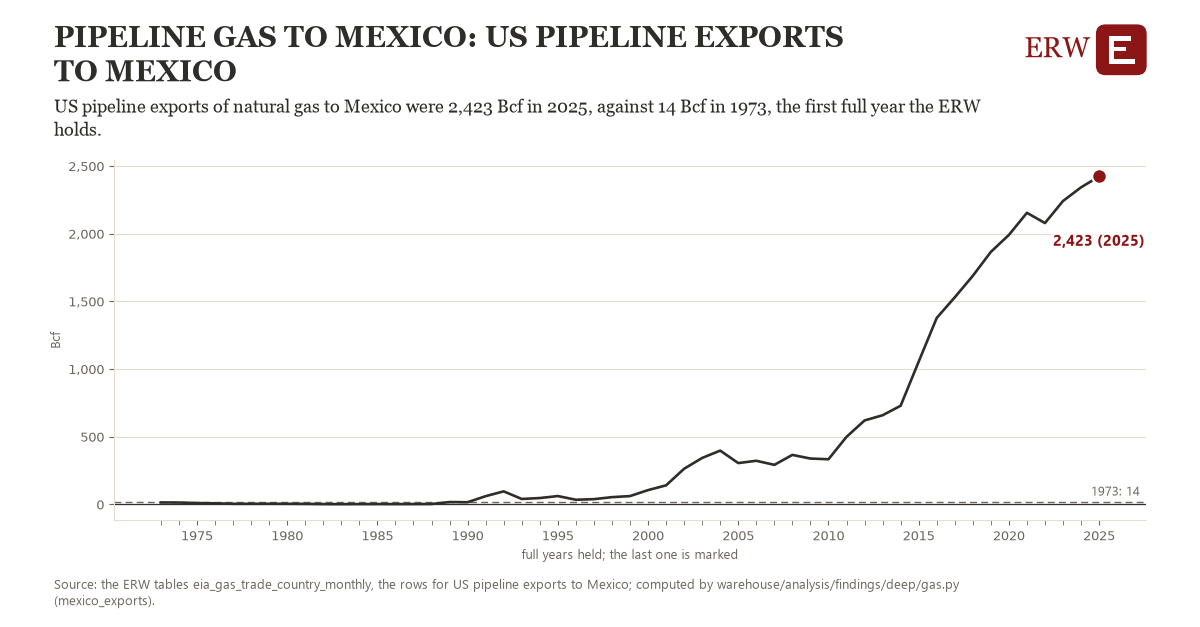 PIPELINE GAS TO MEXICO: US PIPELINE EXPORTS
TO MEXICO
ERW E
US pipeline exports of natural gas to Mexico were 2,423 Bcf in 2025, against 14 Bcf in 1973, the first full year the ERW
holds.
2,500
2,000
1,500
1,000
500
0
Bcf
2,423 (2025)
1973: 14
1975 1980 1985 1990 1995 2000 2005 2010 2015 2020 2025
full years held; the last one is marked
Source: the ERW tables eia_gas_trade_country_monthly, the rows for US pipeline exports to Mexico; computed by warehouse/analysis/findings/deep/gas.py
(mexico_exports).